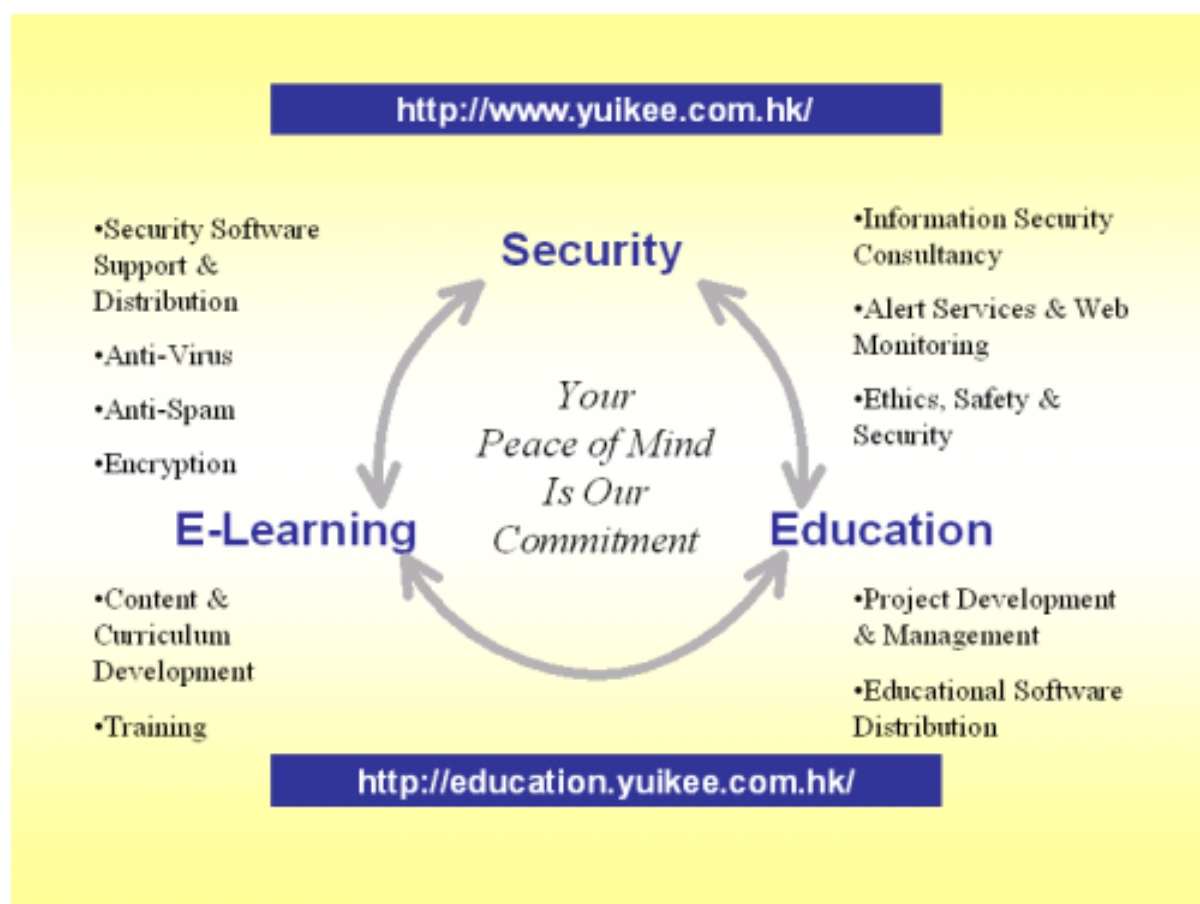 http://www.yuikee.com.hk/
•Security Software
Support &
Distribution
•Anti-Virus
•Anti-Spam
•Encryption
Security
•Information Security
Consultancy
•Alert Services & Web
Monitoring
•Ethics, Safety &
Security
Your
Peace of Mind
Is Our
Commitment
E-Learning
Education
•Content &
Curriculum
Development
•Training
•Project Development
& Management
•Educational Software
Distribution
http://education.yuikee.com.hk/